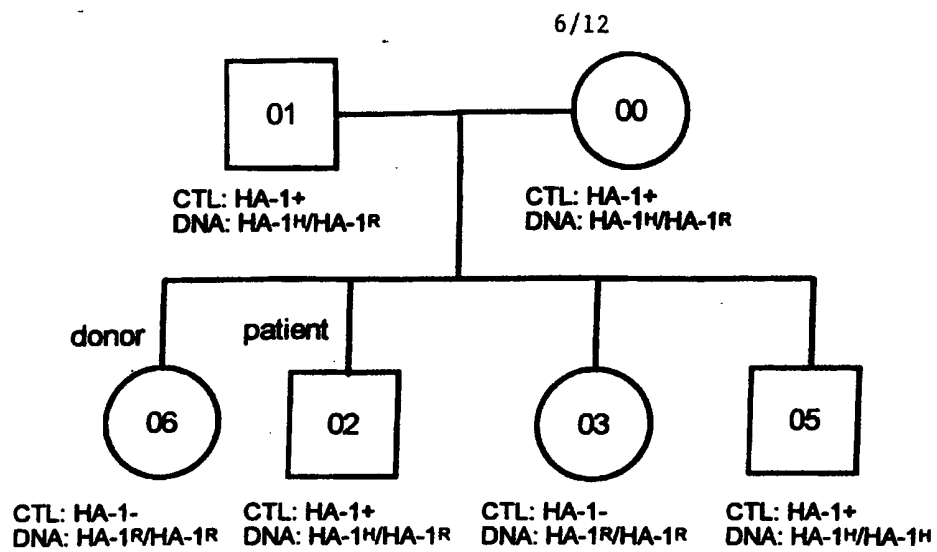 6/12
01
00
CTL: HA-1+
DNA: HA-1H/HA-1R
CTL: HA-1+
DNA: HA-1H/HA-1R
donor
patient
06
02
03
05
CTL: HA-1-
DNA: HA-1R/HA-1R
CTL: HA-1+
DNA: HA-1H/HA-1R
CTL: HA-1-
DNA: HA-1R/HA-1R
CTL: HA-1+
DNA: HA-1H/HA-1H